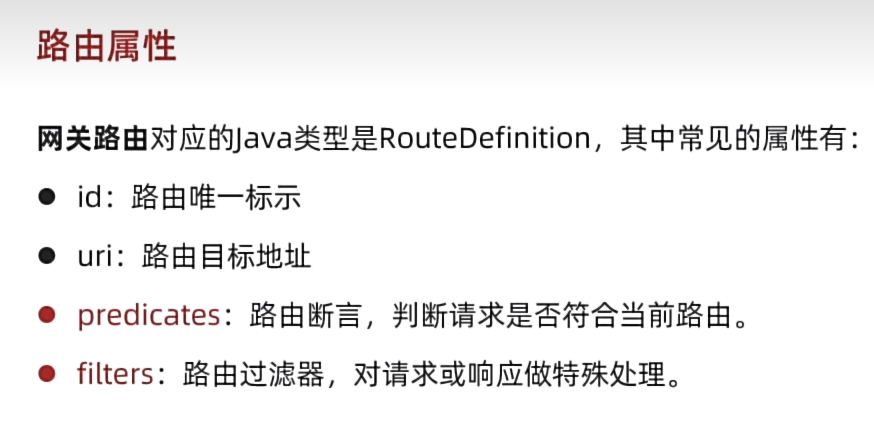 路由属性
网关路由对应的Java类型是RouteDefinition，其中常见的属性有：
● id：路由唯一标示
● uri：路由目标地址
● predicates：路由断言，判断请求是否符合当前路由。
● filters：路由过滤器，对请求或响应做特殊处理。